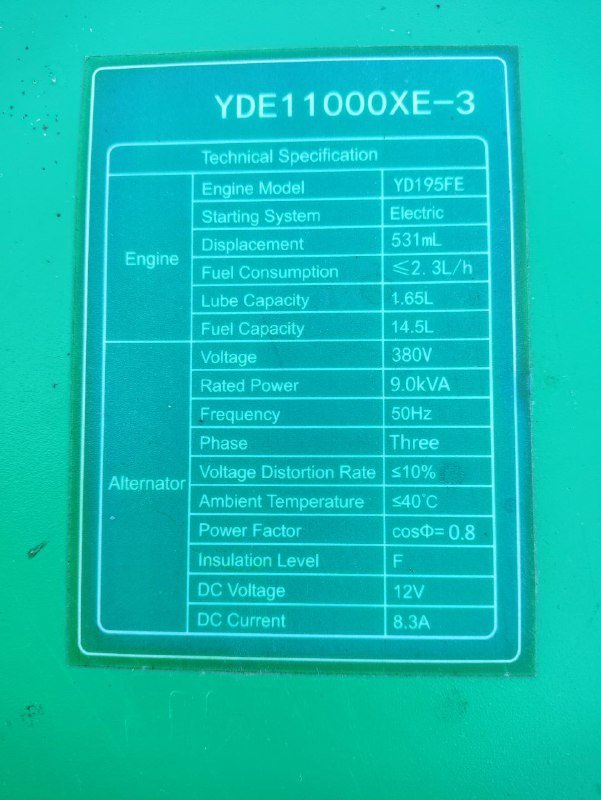 YDE11000XE-3
Technical Specification
Engine
Engine Model YD195FE
Starting System Electric
Displacement 531mL
Fuel Consumption ≤2.3L/h
Lube Capacity 1.65L
Fuel Capacity 14.5L
Alternator
Voltage 380V
Rated Power 9.0kVA
Frequency 50Hz
Phase Three
Voltage Distortion Rate ≤10%
Ambient Temperature ≤40℃
Power Factor cosΦ=0.8
Insulation Level F
DC Voltage 12V
DC Current 8.3A